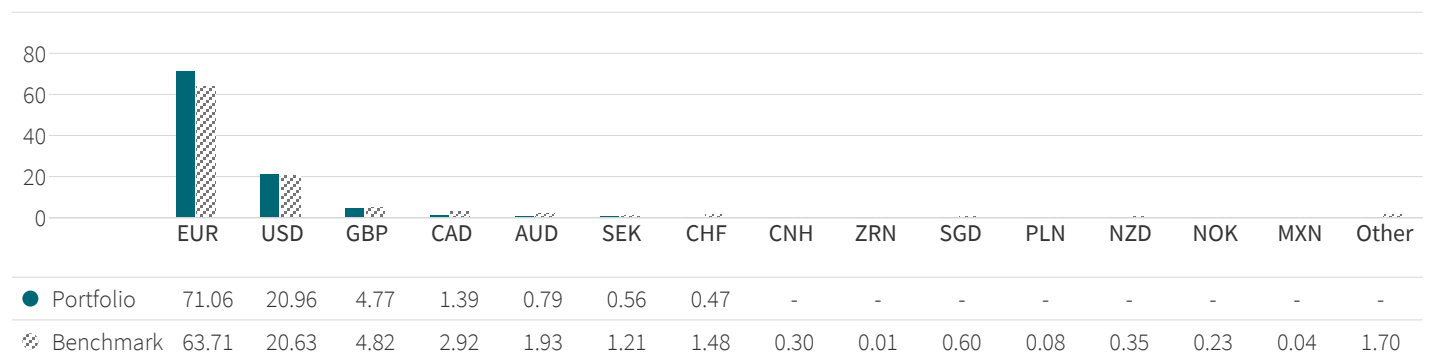 80
60
40
20
0
EUR USD GBP CAD AUD SEK CHF CNH ZRN SGD PLN NZD NOK MXN Other
Portfolio 71.06 20.96 4.77 1.39 0.79 0.56 0.47 - - - - - - - -
Benchmark 63.71 20.63 4.82 2.92 1.93 1.21 1.48 0.30 0.01 0.60 0.08 0.35 0.23 0.04 1.70